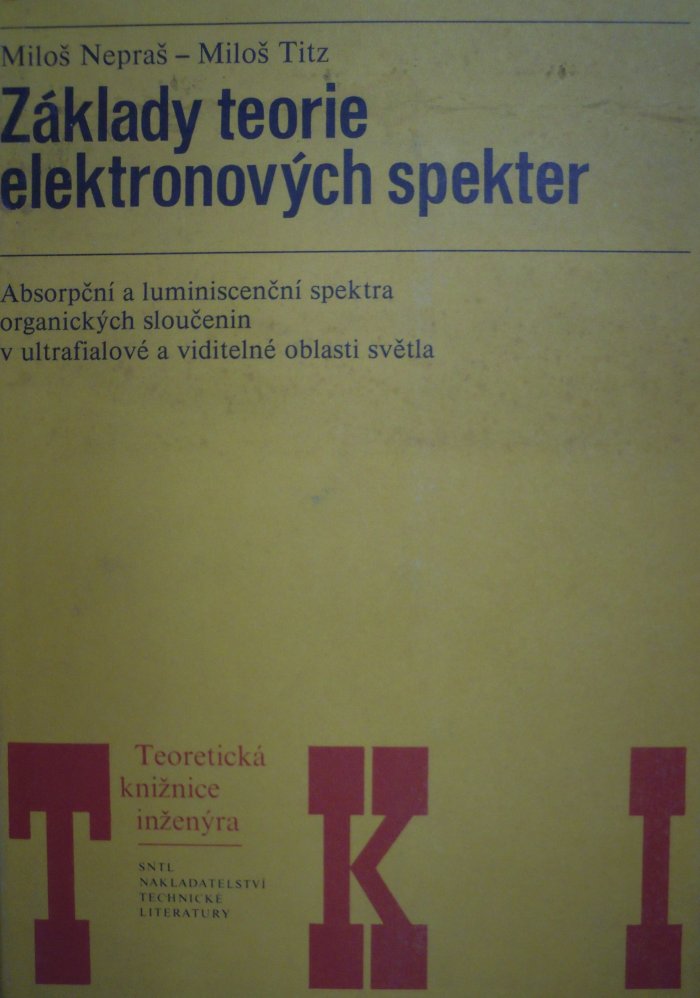 Miloš Nepraš – Miloš Titz
Základy teorie
elektronových spekter
Absorpční a luminiscenční spektra
organických sloučenin
v ultrafialové a viditelné oblasti světla
Teoretická
knižnice
inženýra
SNTL
NAKLADATELSTVÍ
TECHNICKÉ
LITERATURY
T K I